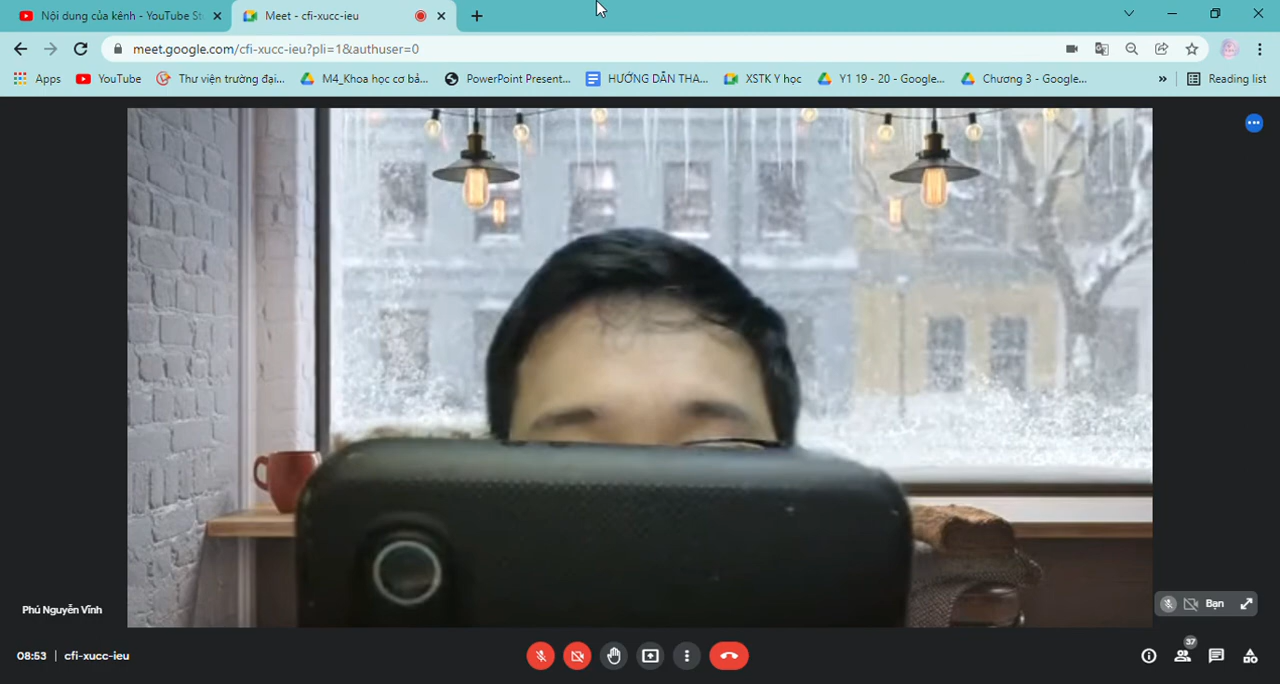 Nội dung của kênh - YouTube St
Meet - cfi-xucc-ieu
meet.google.com/cfi-xucc-ieu?pli=1&authuser=0
Apps
YouTube
Thư viện trường đại...
M4_Khoa học cơ bả...
PowerPoint Present...
HƯỚNG DẪN THA...
XSTK Y học
Y1 19 - 20 - Google...
Chương 3 - Google...
»
Reading list
Phú Nguyễn Vĩnh
Bạn
08:53 | cfi-xucc-ieu
37